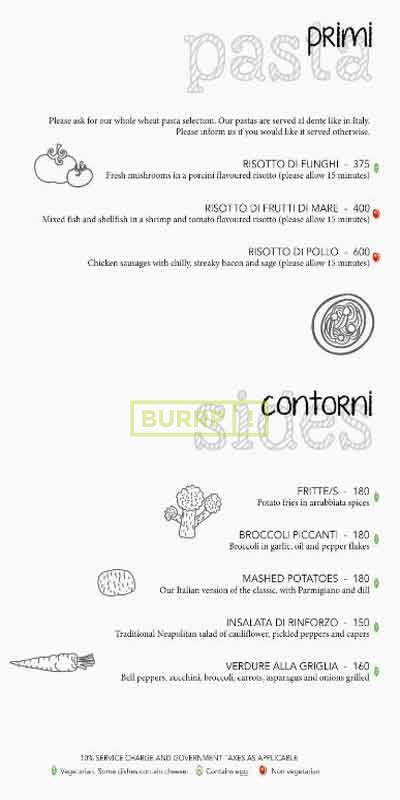 primi
pasta
Please ask for our whole wheat pasta selection. Our pastas are served al dente like in Italy.
Please inform us if you would like it served otherwise.
RISOTTO DI FUNGHI - 375
Fresh mushrooms in a porcini flavoured risotto (please allow 15 minutes)
RISOTTO DI FRUTTI DI MARE - 400
Mixed fish and shellfish in a shrimp and tomato flavoured risotto (please allow 15 minutes)
RISOTTO DI POLLO - 600
Chicken sausages with chilly, streaky bacon and sage (please allow 15 minutes)
contorni
sides
FRITTE/S - 180
Potato fries in arrabbiata spices
BROCCOLI PICCANTI - 180
Broccoli in garlic, oil and pepper flakes
MASHED POTATOES - 180
Our Italian version of the classic, with Parmigiano and dill
INSALATA DI RINFORZO - 150
Traditional Neapolitan salad of cauliflower, pickled peppers and capers
VERDURE ALLA GRIGLIA - 160
Bell peppers, zucchini, broccoli, carrots, asparagus and onions grilled
10% SERVICE CHARGE AND GOVERNMENT TAXES AS APPLICABLE
Vegetarian. Some dishes contain cheese. Contains egg Non vegetarian